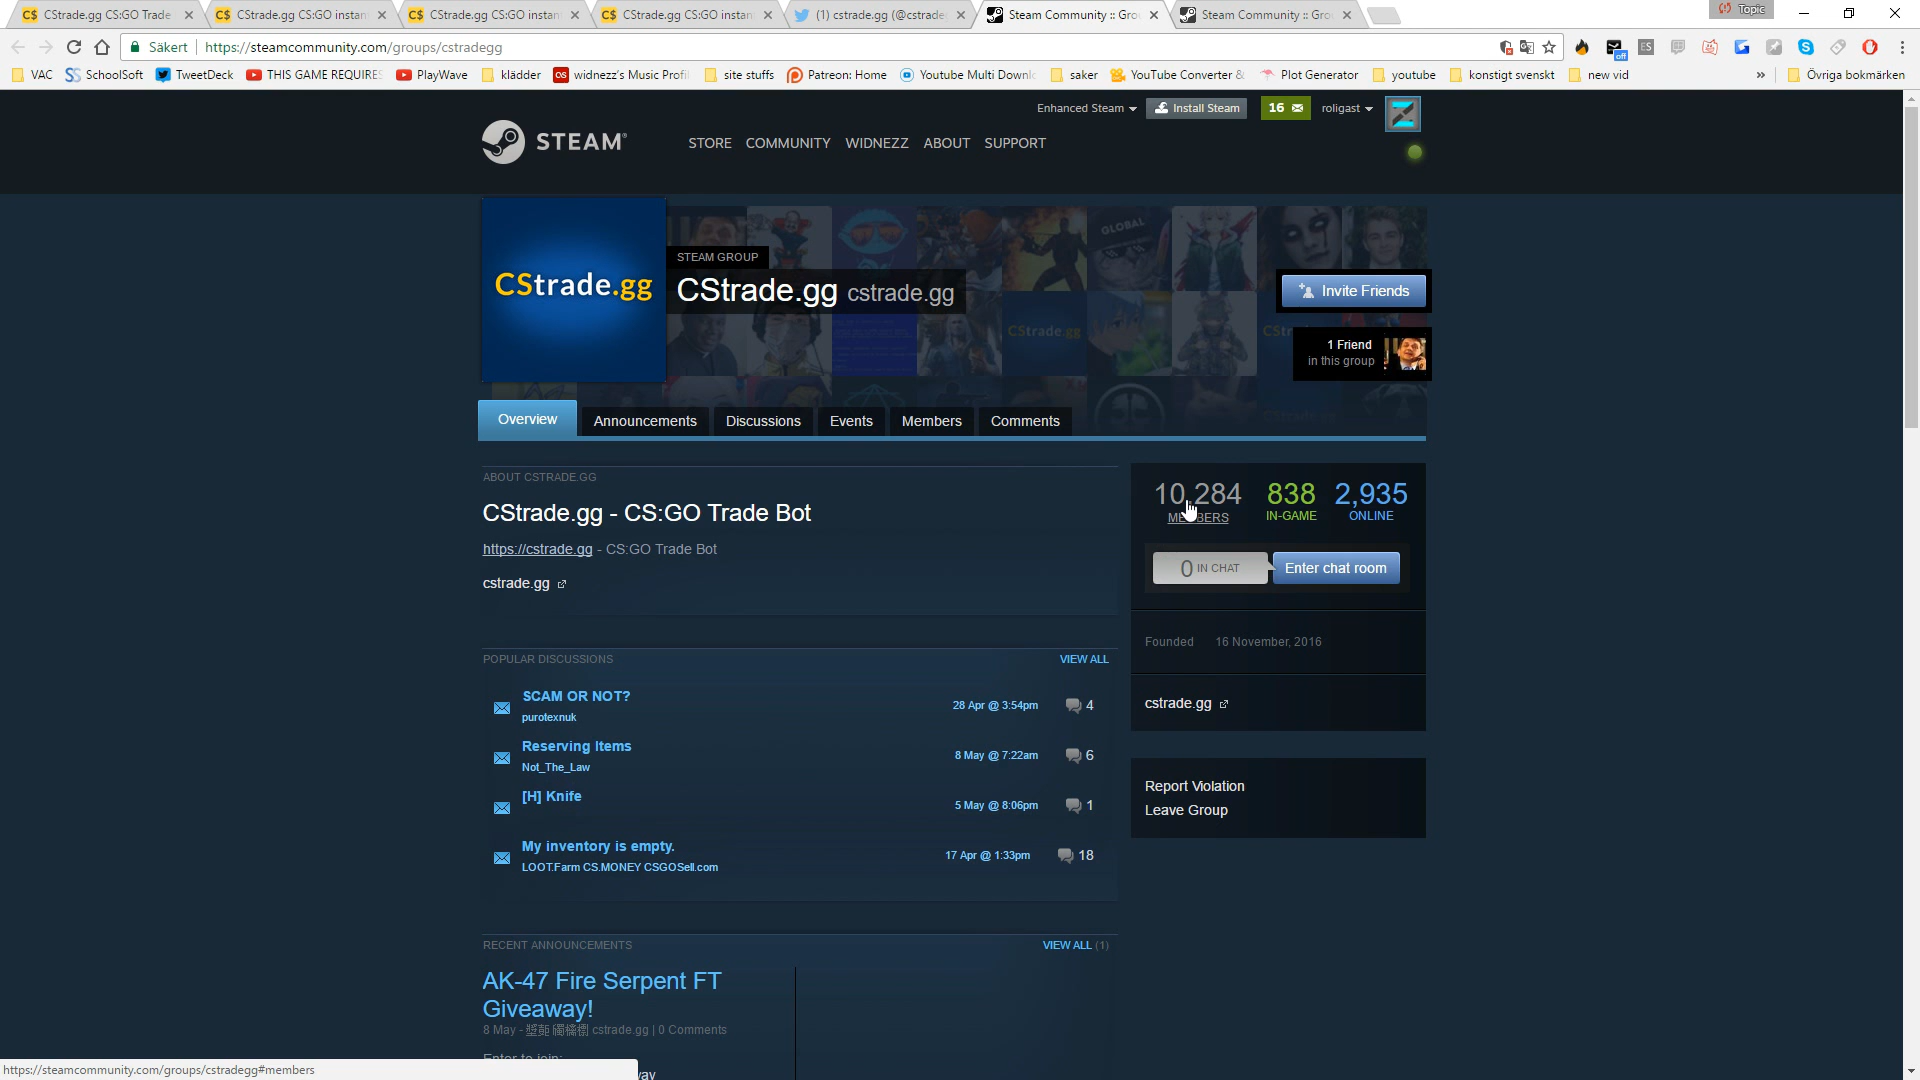 CStrade.gg CS:GO Trade
CStrade.gg CS:GO instan
CStrade.gg CS:GO instan
CStrade.gg CS:GO instan
(1) cstrade.gg (@cstrade
Steam Community :: Gro
Steam Community :: Gro
Topic
Säkert
https://steamcommunity.com/groups/cstradegg
VAC
SchoolSoft
TweetDeck
THIS GAME REQUIRES
PlayWave
klädder
widnezz's Music Profil
site stuffs
Patreon: Home
Youtube Multi Downl
saker
YouTube Converter &
Plot Generator
youtube
konstigt svenskt
new vid
»
Övriga bokmärken
Enhanced Steam
Install Steam
16
roligast
STEAM
STORE COMMUNITY WIDNEZZ ABOUT SUPPORT
CStrade.gg
STEAM GROUP
CStrade.gg cstrade.gg
GLOBAL
Invite Friends
1 Friend
in this group
Overview
Announcements
Discussions
Events
Members
Comments
ABOUT CSTRADE.GG
CStrade.gg - CS:GO Trade Bot
https://cstrade.gg - CS:GO Trade Bot
cstrade.gg
10,284 838 2,935
MEMBERS IN-GAME ONLINE
0 IN CHAT
Enter chat room
Founded 16 November, 2016
cstrade.gg
Report Violation
Leave Group
POPULAR DISCUSSIONS
VIEW ALL
SCAM OR NOT?
purotexnuk
28 Apr @ 3:54pm
4
Reserving Items
Not_The_Law
8 May @ 7:22am
6
[H] Knife
5 May @ 8:06pm
1
My inventory is empty.
LOOT.Farm CS.MONEY CSGOSell.com
17 Apr @ 1:33pm
18
RECENT ANNOUNCEMENTS
VIEW ALL (1)
AK-47 Fire Serpent FT
Giveaway!
8 May - cstrade.gg | 0 Comments
Enter to join:
https://steamcommunity.com/groups/cstradegg#members